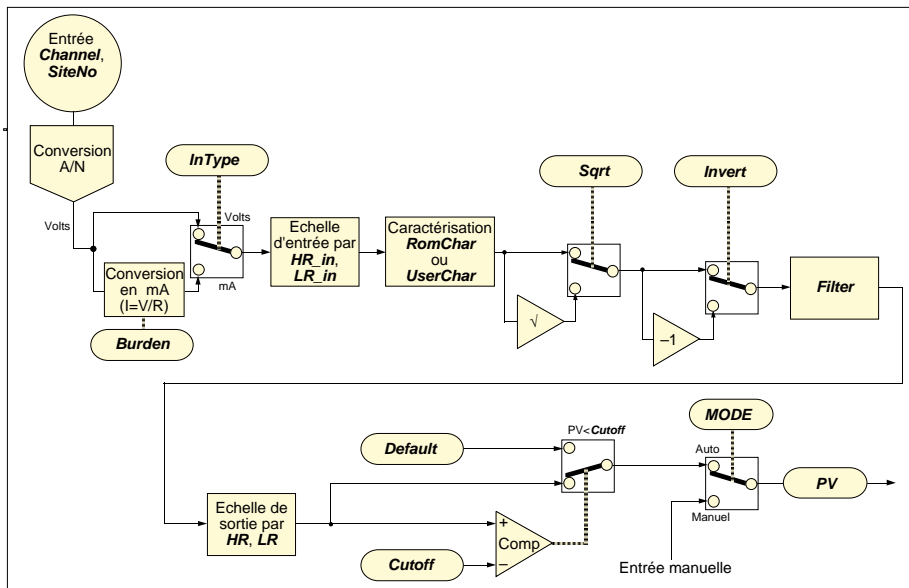 Entrée
Channel,
SiteNo
Conversion
A/N
Volts
InType
Volts
mA
Conversion
en mA
(I=V/R)
Burden
Echelle
d'entrée par
HR_in,
LR_in
Caractérisation
RomChar
ou
UserChar
Sqrt
√
Invert
–1
Filter
Echelle de
sortie par
HR, LR
Default
PV<Cutoff
+
Comp
–
Cutoff
MODE
Auto
Manuel
PV
Entrée manuelle